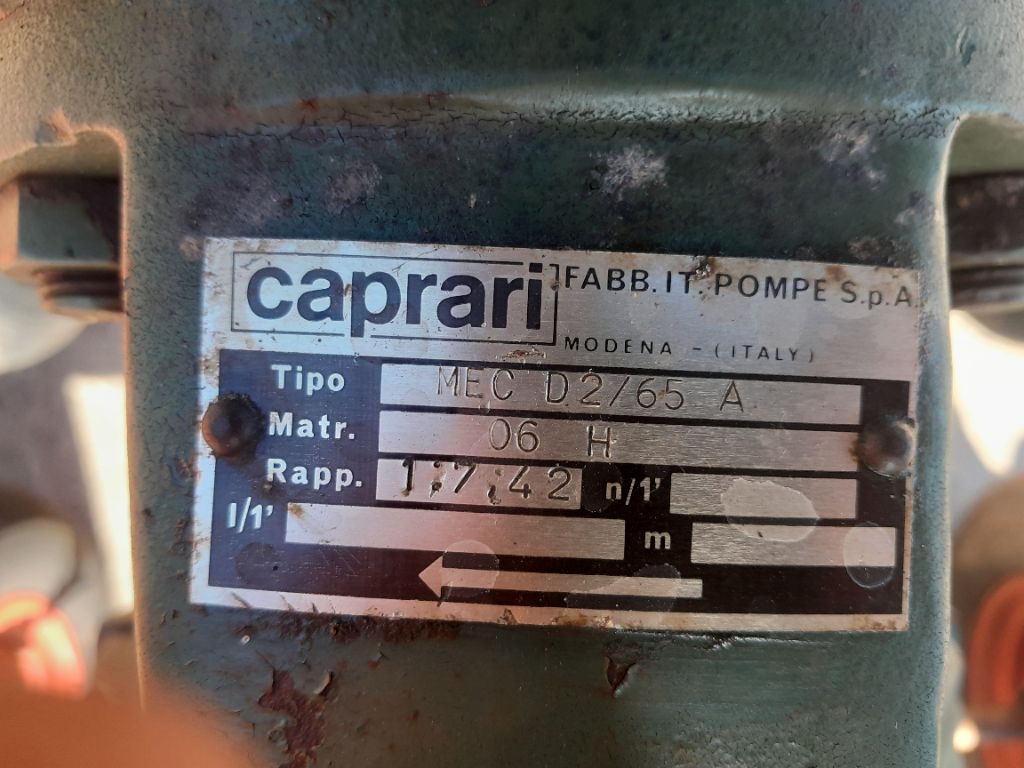 caprari FABB. IT. POMPE S.p.A
MODENA - (ITALY)
Tipo MEC D2/65 A
Matr. 06 H
Rapp. 1;7;42 n/1'
l/1' m